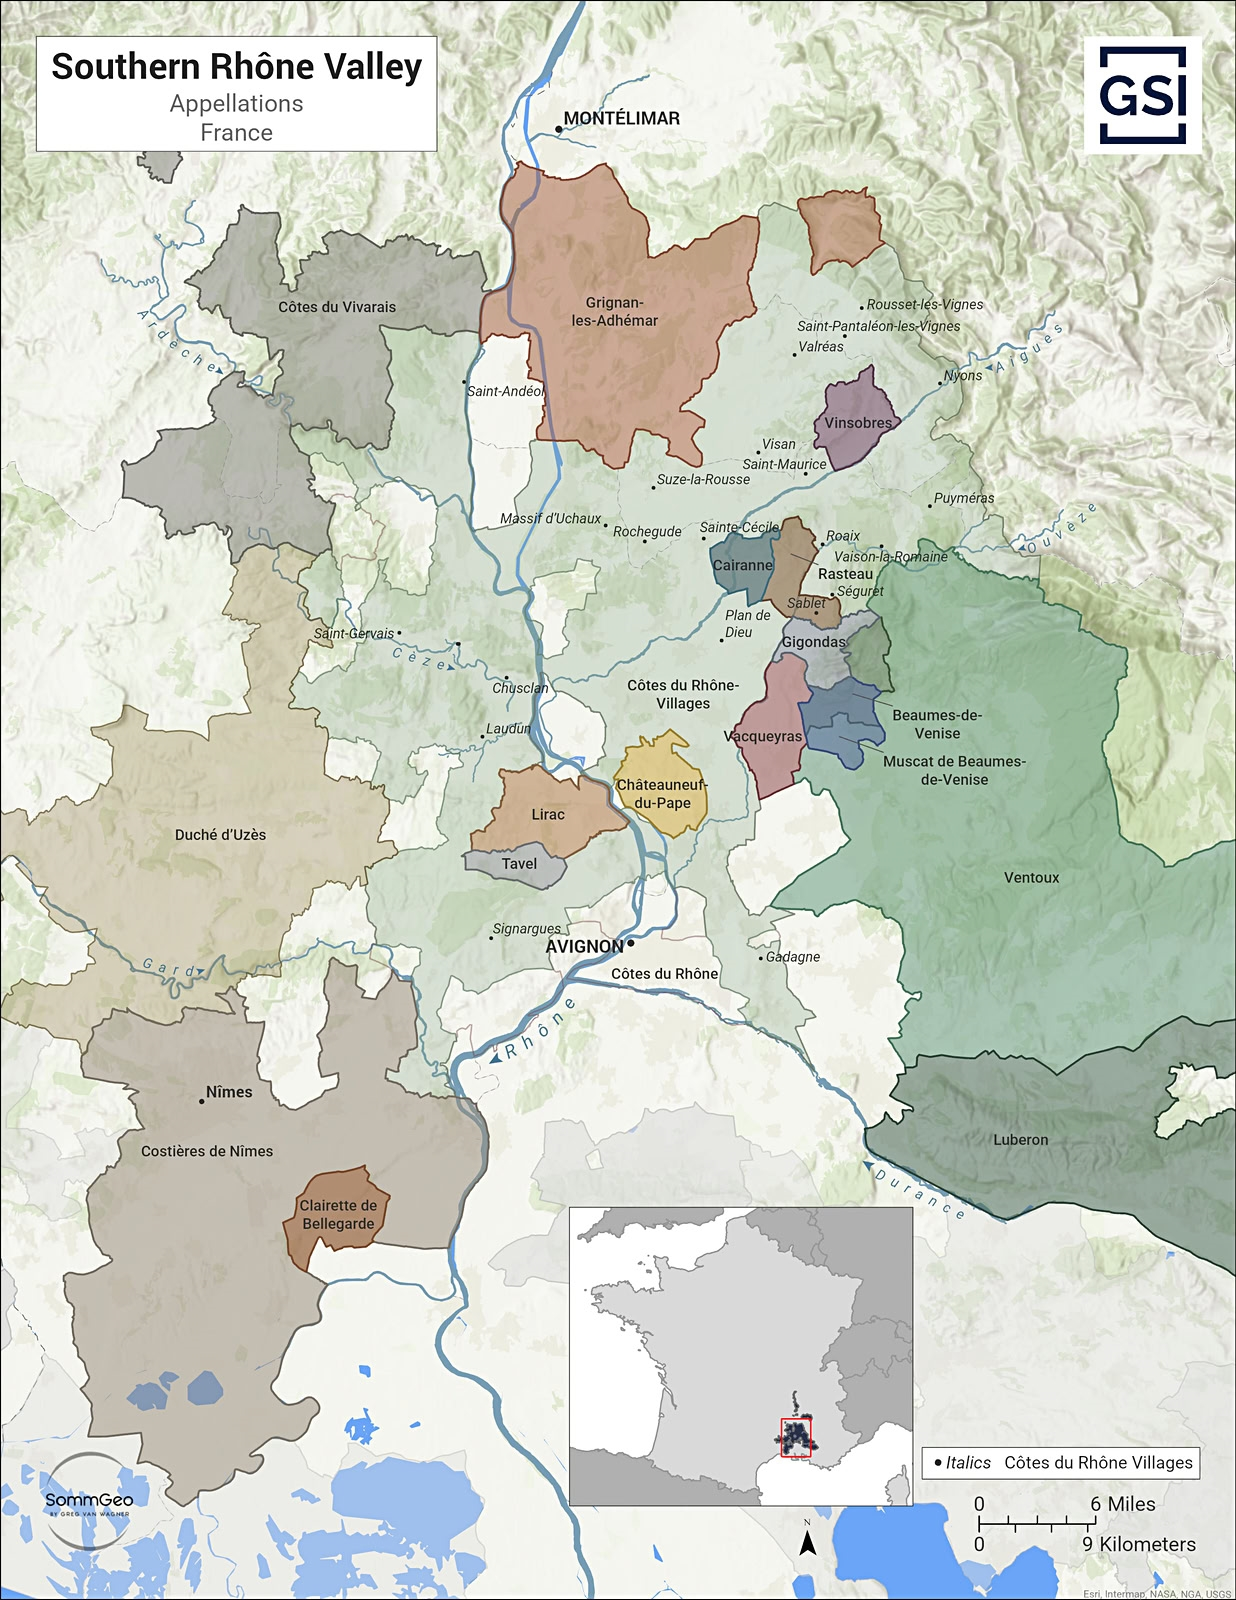 Southern Rhône Valley
Appellations
France
GSI
MONTÉLIMAR
Côtes du Vivarais
Grignan-
les-Adhémar
Ardèche
Rousset-les-Vignes
Saint-Pantaléon-les-Vignes
Valréas
Aigues
Nyons
Saint-Andéol
Vinsobres
Visan
Saint-Maurice
Suze-la-Rousse
Puyméras
Massif d'Uchaux
Rochegude
Sainte-Cécile
Roaix
Ouvèze
Vaison-la-Romaine
Cairanne
Rasteau
Séguret
Sablet
Plan de
Dieu
Gigondas
Saint-Gervais
Cèze
Chusclan
Côtes du Rhône-
Villages
Laudun
Vacqueyras
Beaumes-de-
Venise
Muscat de Beaumes-
de-Venise
Châteauneuf-
du-Pape
Lirac
Duché d'Uzès
Tavel
Ventoux
Signargues
AVIGNON
Gadagne
Gard
Côtes du Rhône
Rhône
Nîmes
Costières de Nîmes
Luberon
Durance
Clairette de
Bellegarde
Italics Côtes du Rhône Villages
SommGeo
BY GREG VAN WAGNER
N
0 6 Miles
0 9 Kilometers
Esri, Intermap, NASA, NGA, USGS